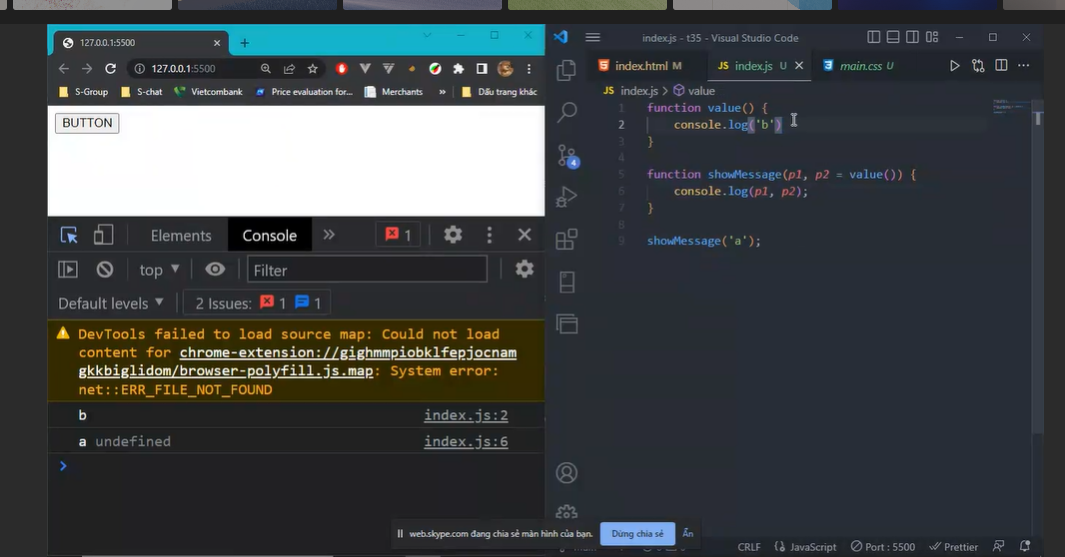 127.0.0.1:5500
127.0.0.1:5500
S-Group S-chat Vietcombank Price evaluation for... Merchants » Dấu trang khác
BUTTON
Elements Console » 1
top Filter
Default levels 2 Issues: 1 1
DevTools failed to load source map: Could not load
content for chrome-extension://gighmmpiobklfepjocnam
gkkbiglidom/browser-polyfill.js.map: System error:
net::ERR_FILE_NOT_FOUND
b index.js:2
a undefined index.js:6
index.js - t35 - Visual Studio Code
index.html M JS index.js U main.css U
JS index.js > value
1 function value() {
2 console.log('b')
3 }
4
5 function showMessage(p1, p2 = value()) {
6 console.log(p1, p2);
7 }
8
9 showMessage('a');
4
web.skype.com đang chia sẻ màn hình của bạn. Dừng chia sẻ Ẩn
CRLF JavaScript Port : 5500 Prettier